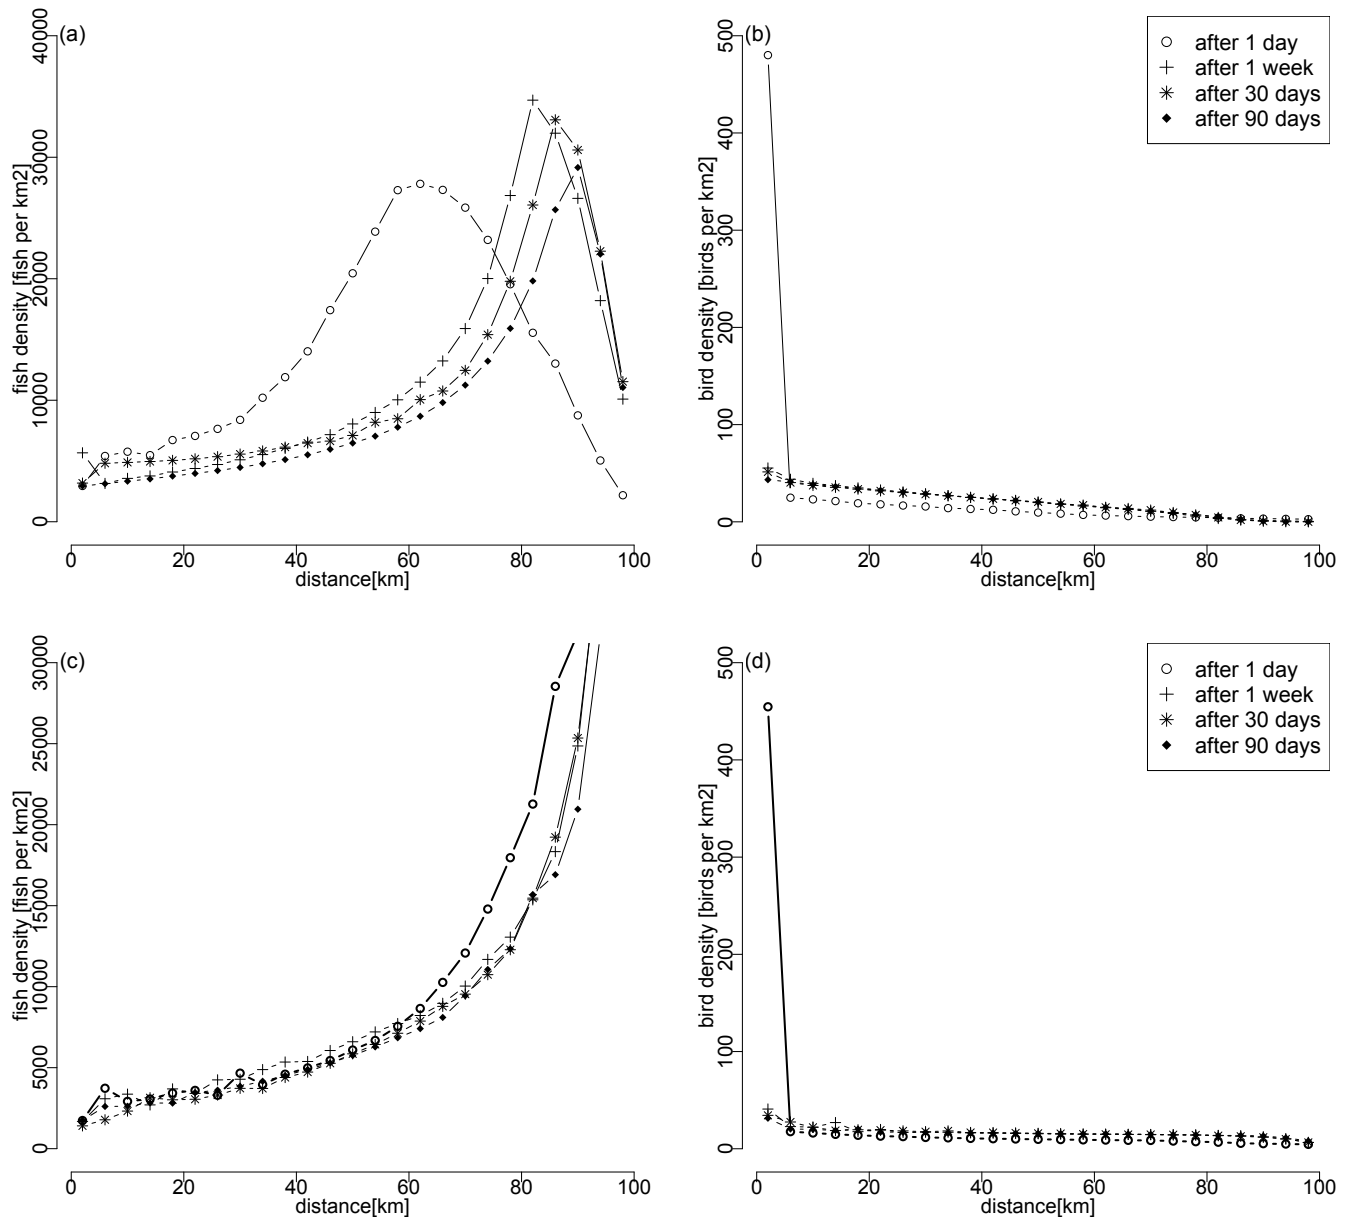 (a)
fish density [fish per km2]
40000
30000
20000
10000
0
0 20 40 60 80 100
distance[km]
(b)
bird density [birds per km2]
500
400
300
200
100
0
0 20 40 60 80 100
distance[km]
after 1 day
after 1 week
after 30 days
after 90 days
(c)
fish density [fish per km2]
30000
25000
20000
15000
10000
5000
0
0 20 40 60 80 100
distance[km]
(d)
bird density [birds per km2]
500
400
300
200
100
0
0 20 40 60 80 100
distance[km]
after 1 day
after 1 week
after 30 days
after 90 days